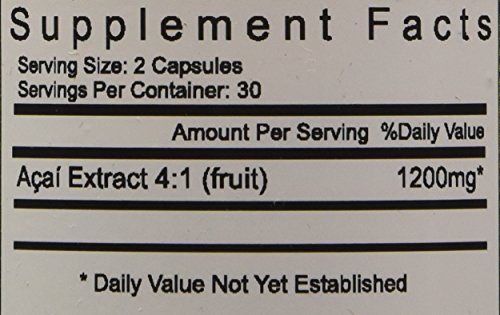 Supplement Facts
Serving Size: 2 Capsules
Servings Per Container: 30
Amount Per Serving %Daily Value
Açaí Extract 4:1 (fruit) 1200mg*
* Daily Value Not Yet Established